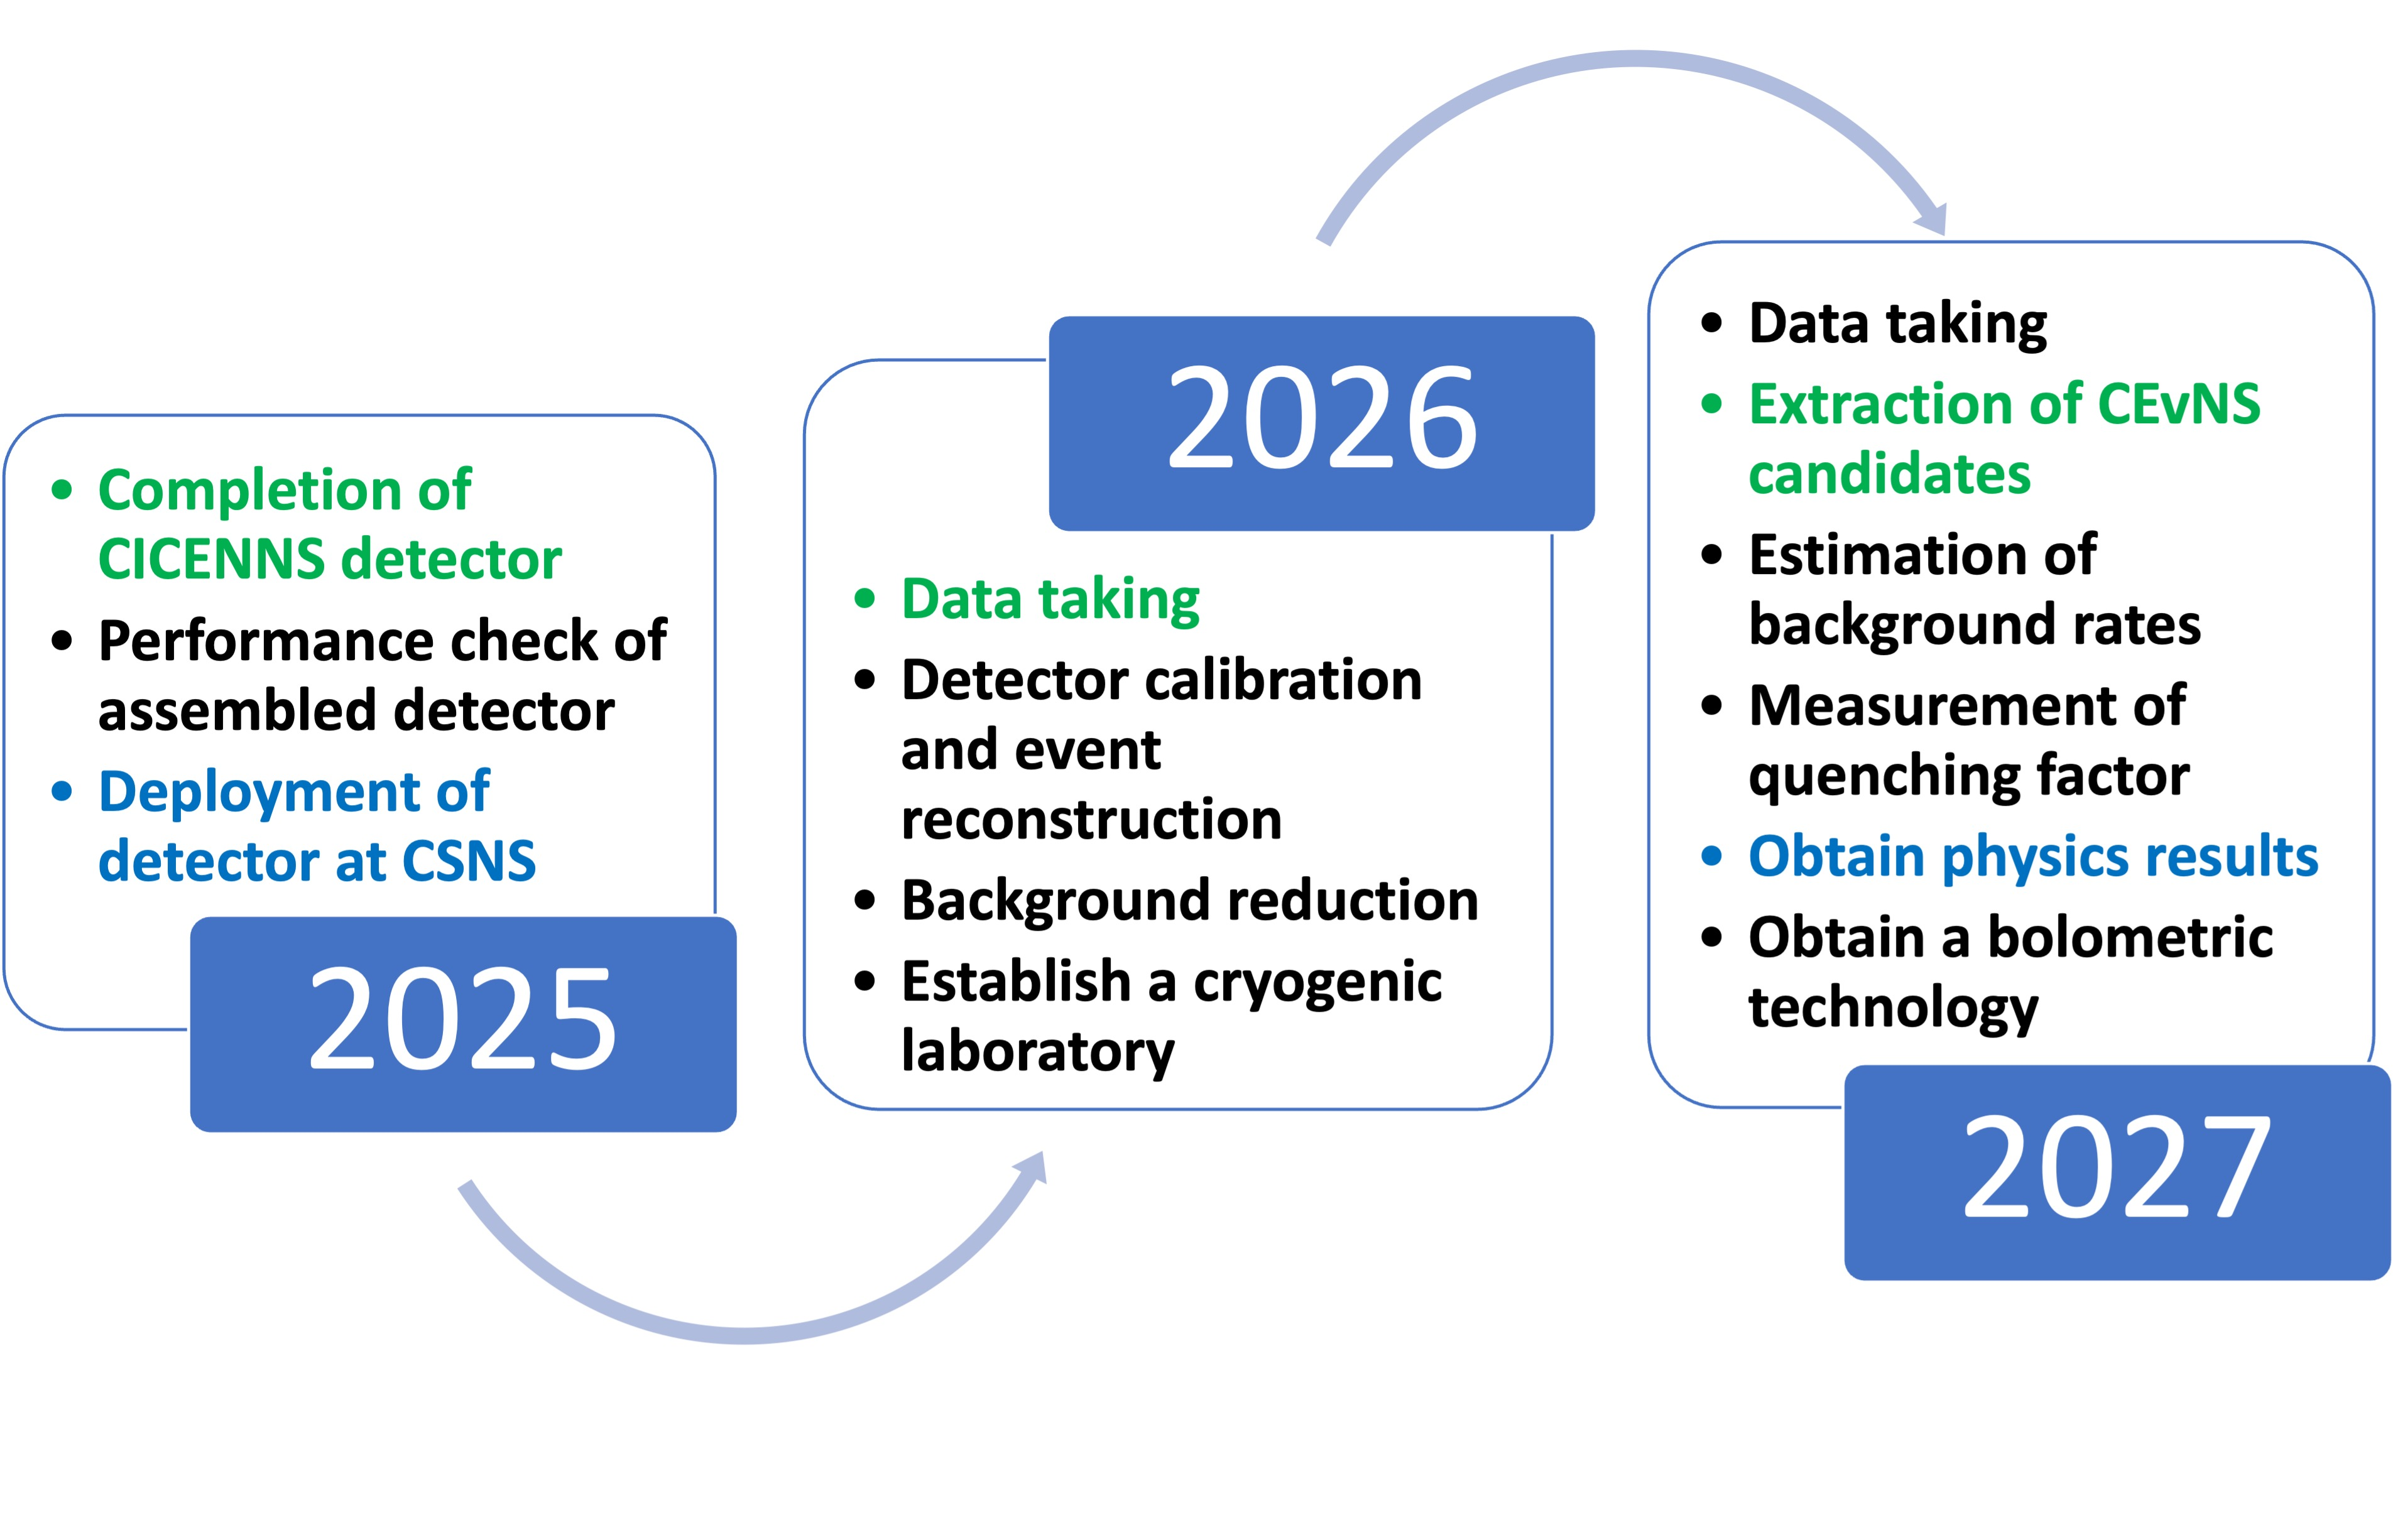 • Completion of
CICENNS detector
• Performance check of
assembled detector
• Deployment of
detector at CSNS
2025
2026
• Data taking
• Detector calibration
and event
reconstruction
• Background reduction
• Establish a cryogenic
laboratory
• Data taking
• Extraction of CEvNS
candidates
• Estimation of
background rates
• Measurement of
quenching factor
• Obtain physics results
• Obtain a bolometric
technology
2027